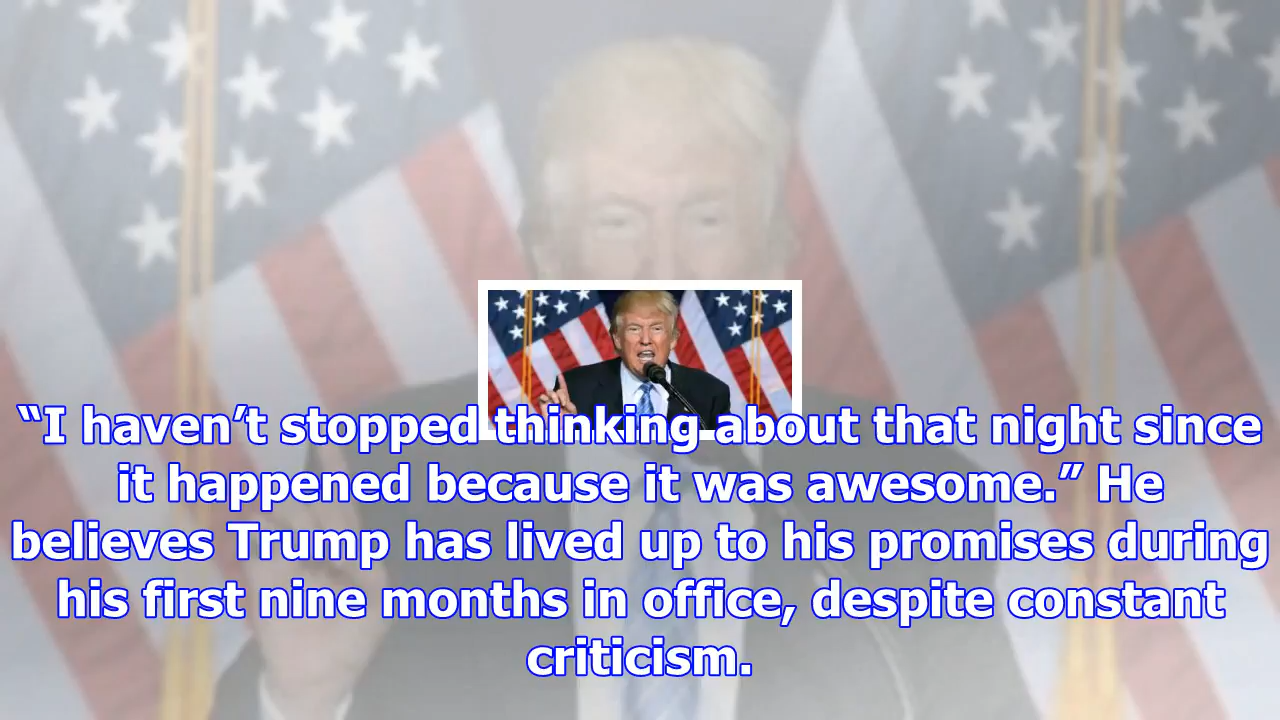 “I haven’t stopped thinking about that night since
it happened because it was awesome.” He
believes Trump has lived up to his promises during
his first nine months in office, despite constant
criticism.